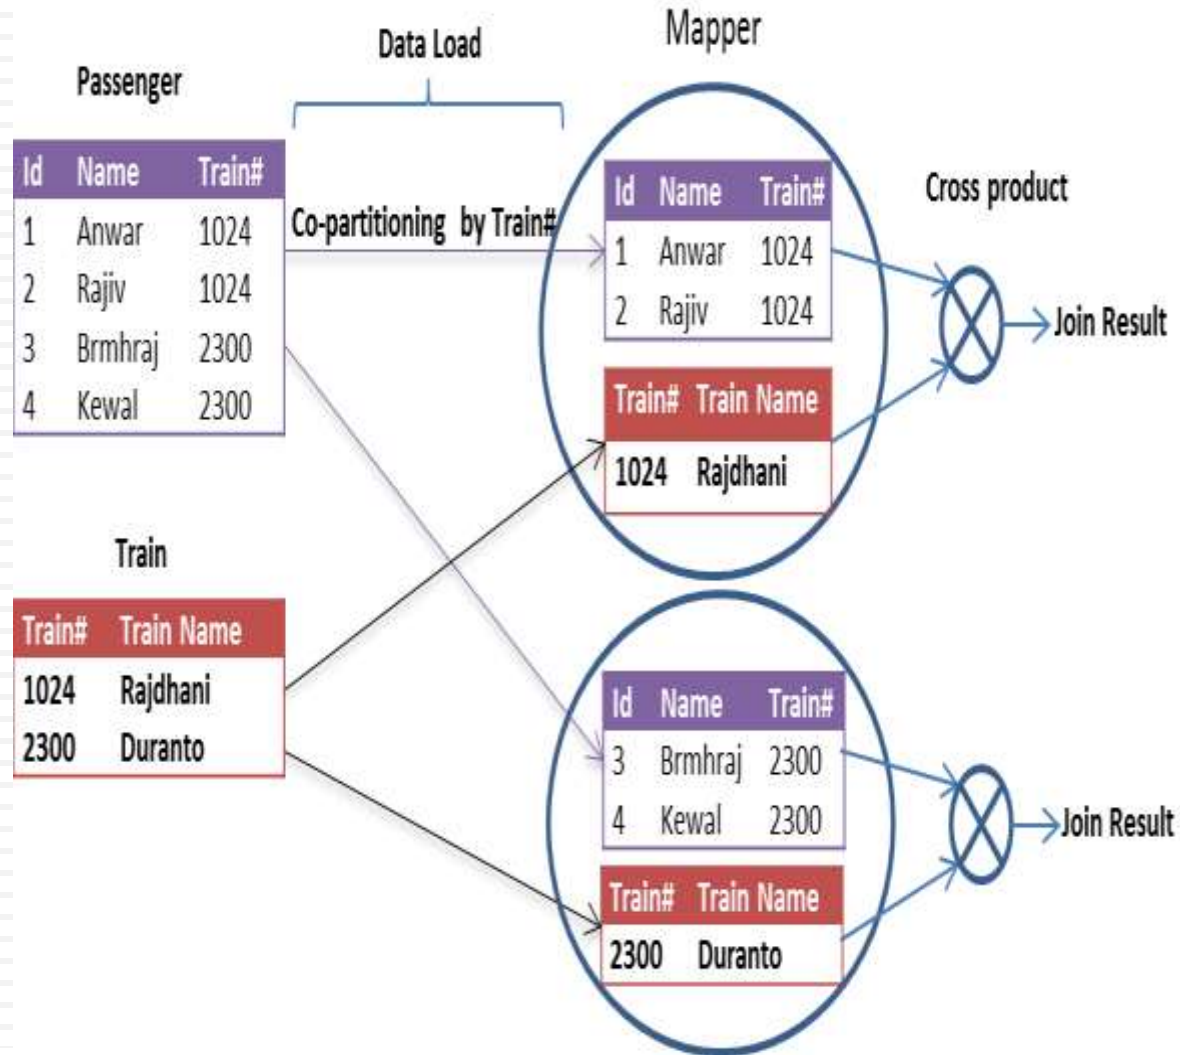 Passenger
Id Name Train#
1 Anwar 1024
2 Rajiv 1024
3 Brmhraj 2300
4 Kewal 2300
Train
Train# Train Name
1024 Rajdhani
2300 Duranto
Data Load
Co-partitioning by Train#
Mapper
Id Name Train#
1 Anwar 1024
2 Rajiv 1024
Train# Train Name
1024 Rajdhani
Cross product
Join Result
Id Name Train#
3 Brmhraj 2300
4 Kewal 2300
Train# Train Name
2300 Duranto
Join Result